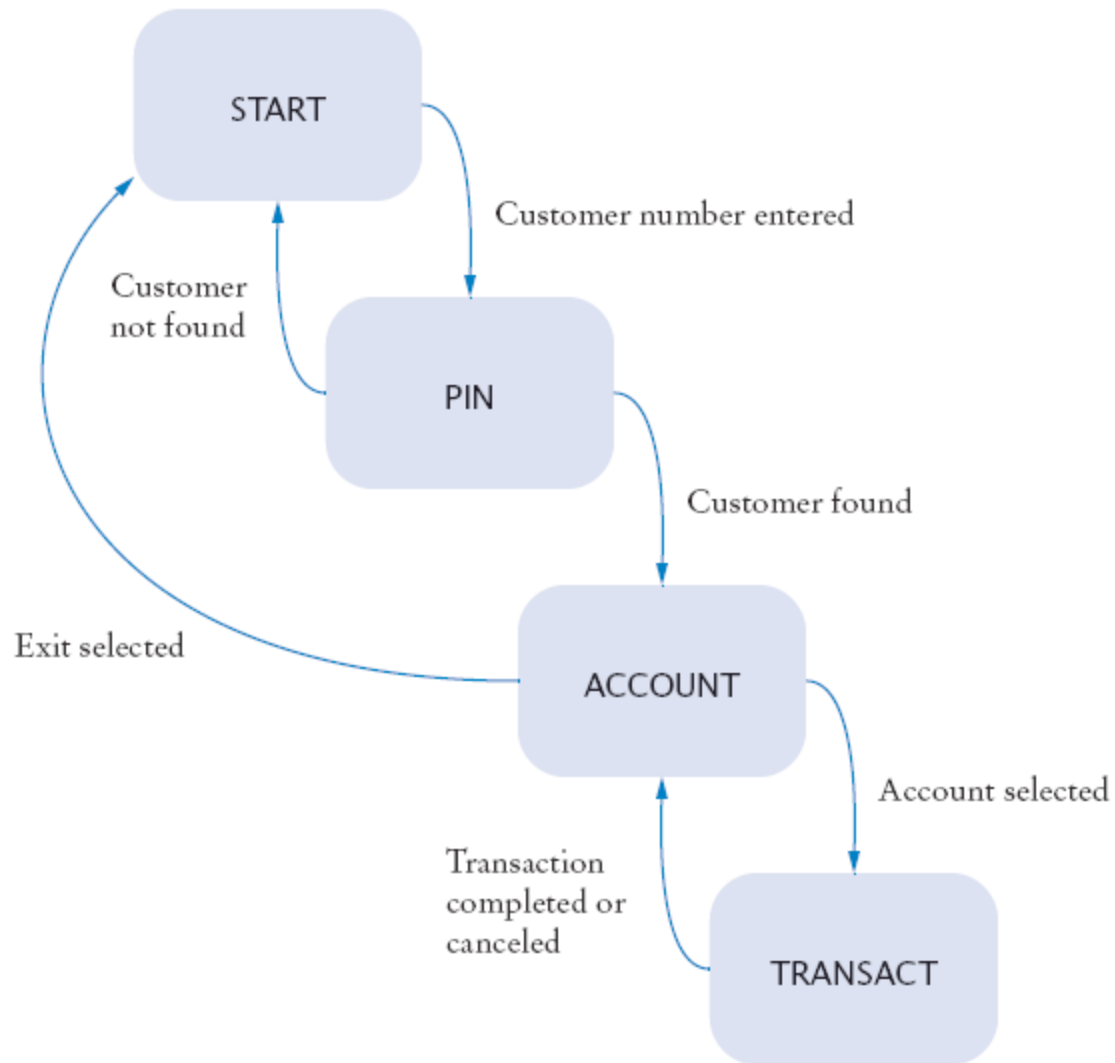 START
Customer number entered
Customer
not found
PIN
Customer found
Exit selected
ACCOUNT
Account selected
Transaction
completed or
canceled
TRANSACT